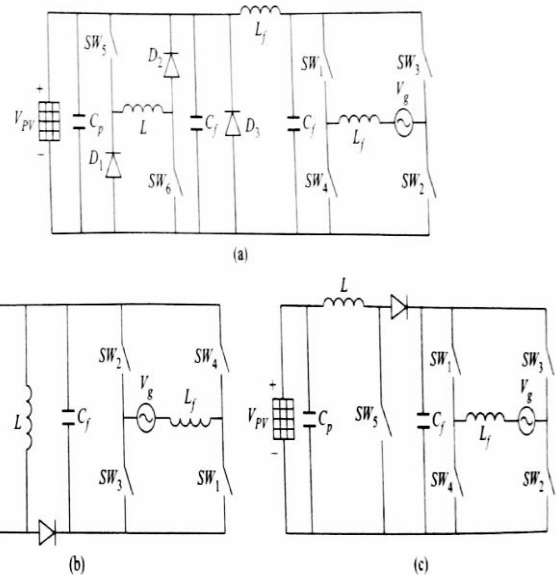 L_f
SW_5
D_2
SW_1
SW_3
V_g
+
V_PV
−
C_p
L
C_f
D_3
C_f
L_f
D_1
SW_6
SW_4
SW_2
(a)
L
SW_2
SW_4
V_g
L_f
L
C_f
SW_3
SW_1
(b)
+
V_PV
−
C_p
SW_5
C_f
SW_1
SW_3
V_g
L_f
SW_4
SW_2
(c)